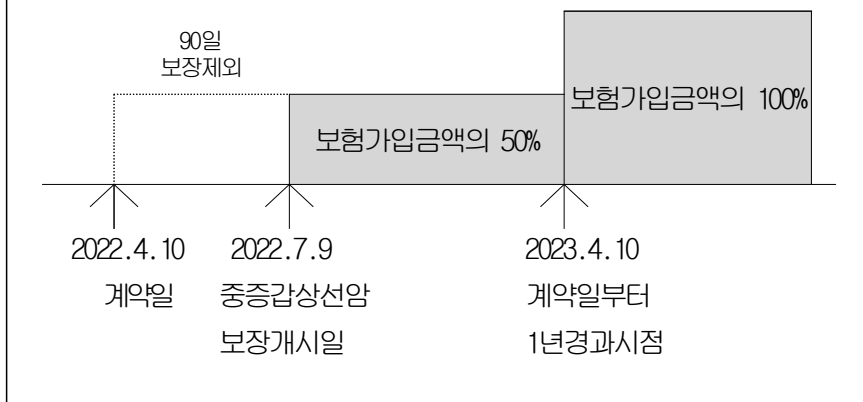 90일
보장제외
보험가입금액의 100%
보험가입금액의 50%
2022.4.10
계약일
2022.7.9
중증갑상선암
보장개시일
2023.4.10
계약일부터
1년경과시점